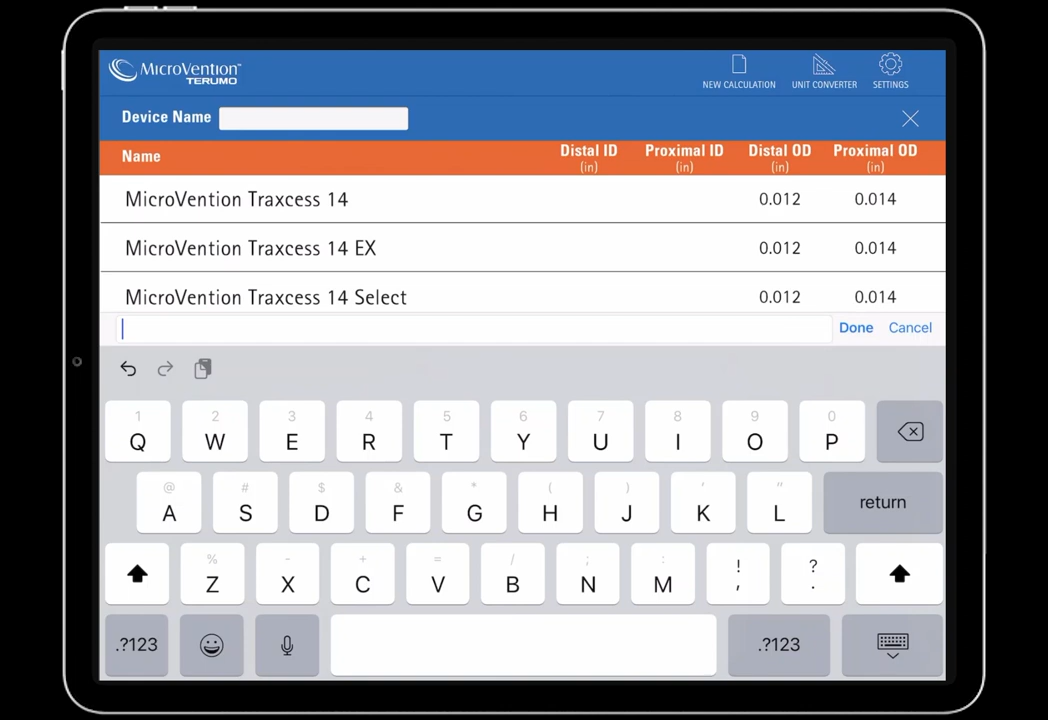 MicroVention™
TERUMO
NEW CALCULATION
UNIT CONVERTER
SETTINGS
Device Name
Name
Distal ID
(in)
Proximal ID
(in)
Distal OD
(in)
Proximal OD
(in)
MicroVention Traxcess 14 0.012 0.014
MicroVention Traxcess 14 EX 0.012 0.014
MicroVention Traxcess 14 Select 0.012 0.014
Done Cancel
1 2 3 4 5 6 7 8 9 0
Q W E R T Y U I O P
@ # $ & * ( ) ' "
A S D F G H J K L return
% - + = / ; : ! ?
Z X C V B N M , .
.?123 .?123